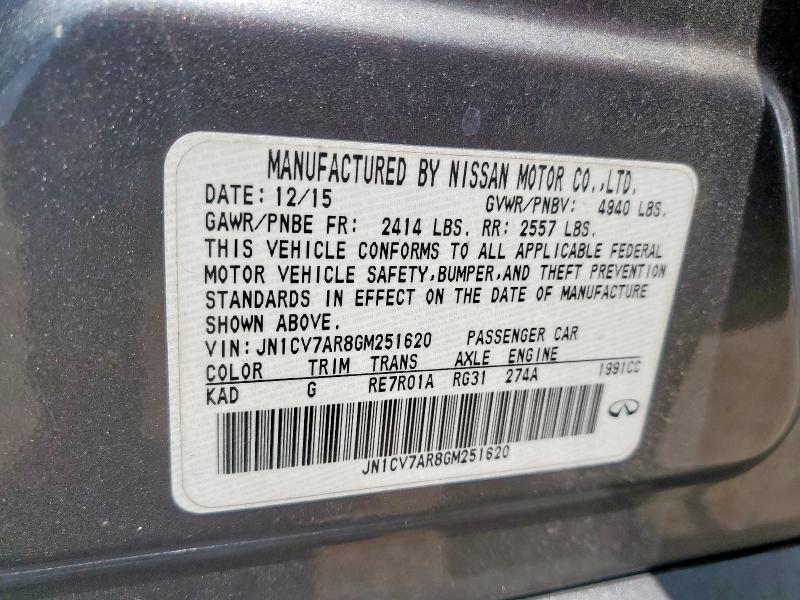 MANUFACTURED BY NISSAN MOTOR CO.,LTD.
DATE: 12/15 GVWR/PNBV: 4940 LBS.
GAWR/PNBE FR: 2414 LBS. RR: 2557 LBS.
THIS VEHICLE CONFORMS TO ALL APPLICABLE FEDERAL
MOTOR VEHICLE SAFETY,BUMPER,AND THEFT PREVENTION
STANDARDS IN EFFECT ON THE DATE OF MANUFACTURE
SHOWN ABOVE.
VIN:JN1CV7AR8GM251620 PASSENGER CAR
COLOR TRIM TRANS AXLE ENGINE
KAD G RE7R01A RG31 274A 1991CC
JN1CV7AR8GM251620